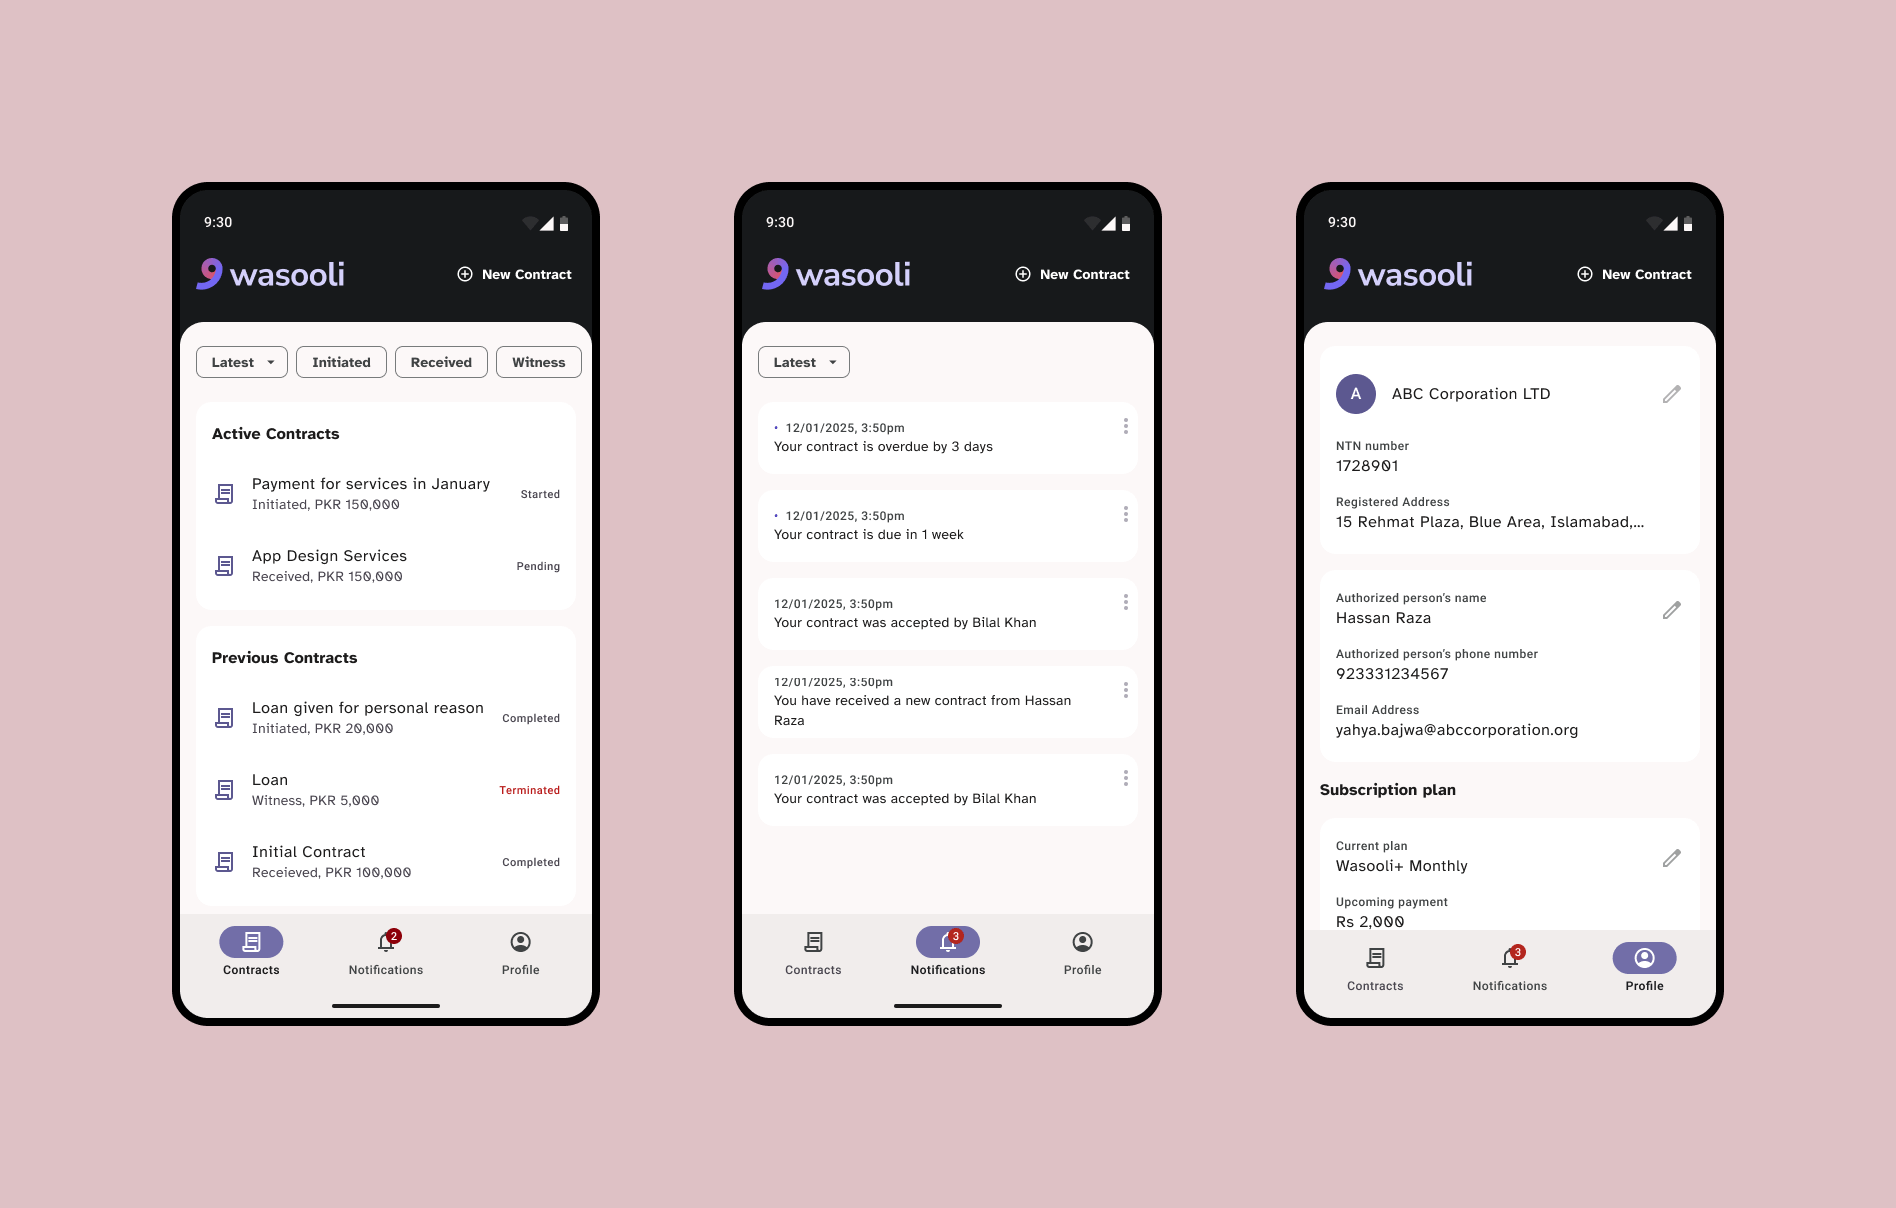 9:30
wasooli
New Contract
Latest
Initiated
Received
Witness
Active Contracts
Payment for services in January
Initiated, PKR 150,000
Started
App Design Services
Received, PKR 150,000
Pending
Previous Contracts
Loan given for personal reason
Initiated, PKR 20,000
Completed
Loan
Witness, PKR 5,000
Terminated
Initial Contract
Receieved, PKR 100,000
Completed
2
Contracts
Notifications
Profile
9:30
wasooli
New Contract
Latest
• 12/01/2025, 3:50pm
Your contract is overdue by 3 days
• 12/01/2025, 3:50pm
Your contract is due in 1 week
12/01/2025, 3:50pm
Your contract was accepted by Bilal Khan
12/01/2025, 3:50pm
You have received a new contract from Hassan
Raza
12/01/2025, 3:50pm
Your contract was accepted by Bilal Khan
3
Contracts
Notifications
Profile
9:30
wasooli
New Contract
A
ABC Corporation LTD
NTN number
1728901
Registered Address
15 Rehmat Plaza, Blue Area, Islamabad,...
Authorized person's name
Hassan Raza
Authorized person's phone number
923331234567
Email Address
yahya.bajwa@abccorporation.org
Subscription plan
Current plan
Wasooli+ Monthly
Upcoming payment
Rs 2,000
3
Contracts
Notifications
Profile